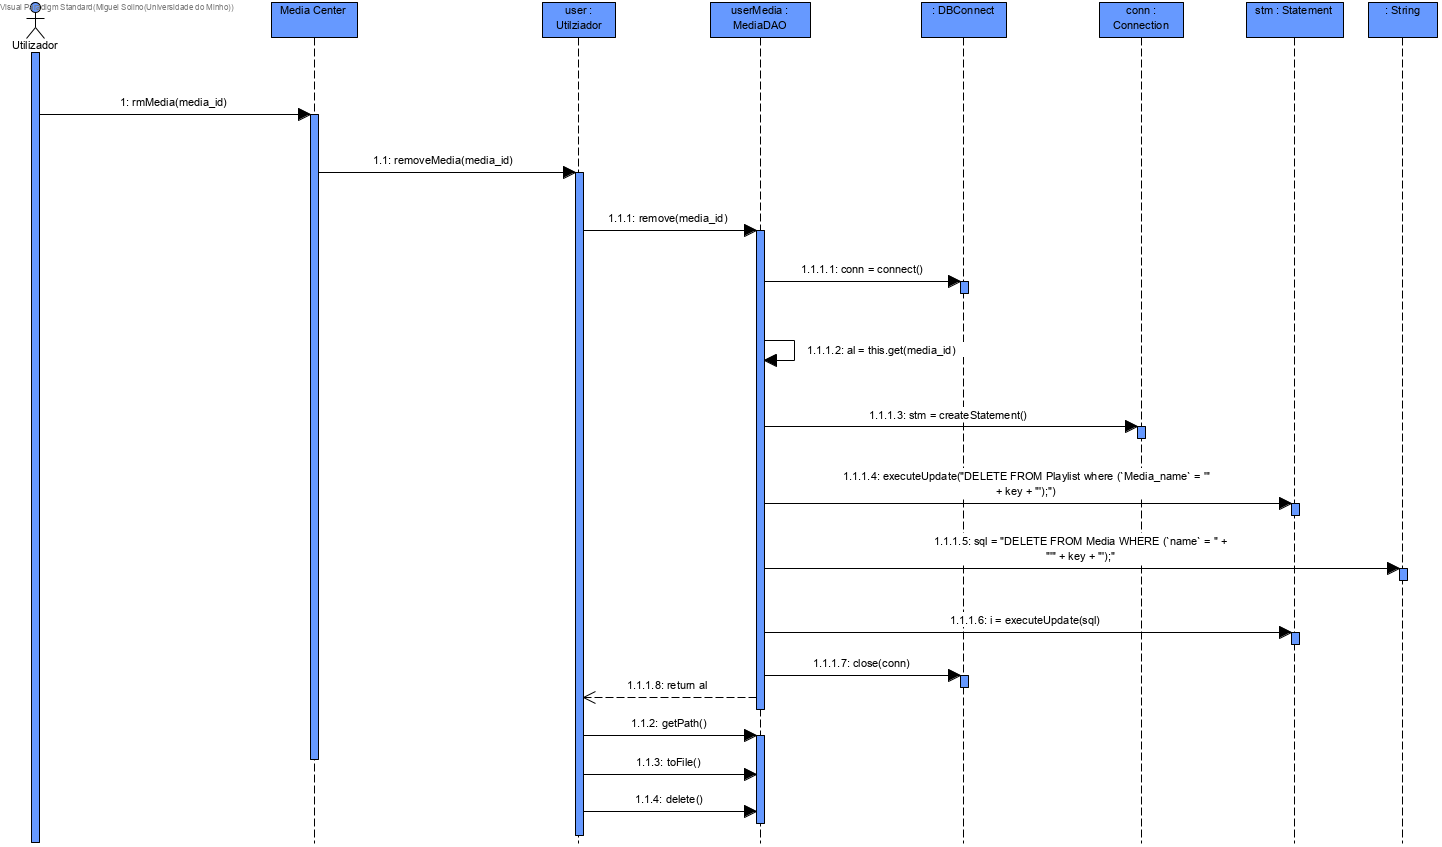 Visual Paradigm Standard(Miguel Solino(Universidade do Minho))
Utilizador
Media Center
user :
Utilziador
userMedia :
MediaDAO
: DBConnect
conn :
Connection
stm : Statement
: String
1: rmMedia(media_id)
1.1: removeMedia(media_id)
1.1.1: remove(media_id)
1.1.1.1: conn = connect()
1.1.1.2: al = this.get(media_id)
1.1.1.3: stm = createStatement()
1.1.1.4: executeUpdate("DELETE FROM Playlist where (`Media_name` = '"
+ key + "');")
1.1.1.5: sql = "DELETE FROM Media WHERE (`name` = " +
"'" + key + "');"
1.1.1.6: i = executeUpdate(sql)
1.1.1.7: close(conn)
1.1.1.8: return al
1.1.2: getPath()
1.1.3: toFile()
1.1.4: delete()